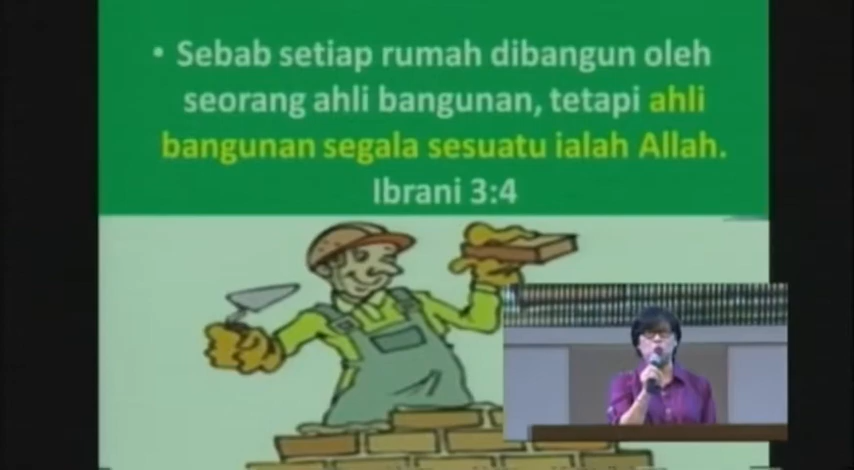 • Sebab setiap rumah dibangun oleh
seorang ahli bangunan, tetapi ahli
bangunan segala sesuatu ialah Allah.
Ibrani 3:4